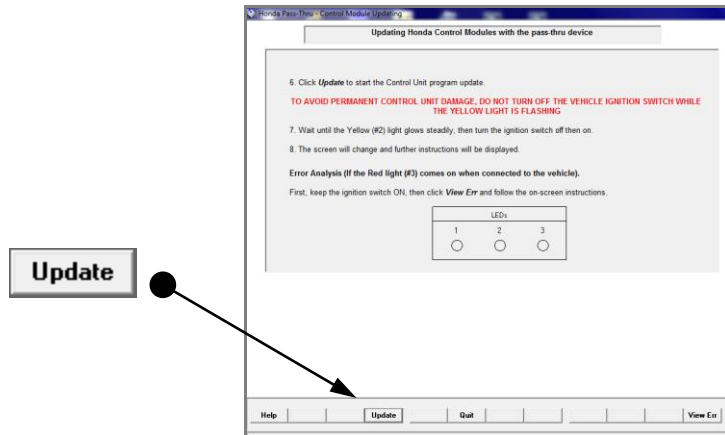 Honda Pass-Thru - Control Module Updating
Updating Honda Control Modules with the pass-thru device
6. Click Update to start the Control Unit program update.
TO AVOID PERMANENT CONTROL UNIT DAMAGE, DO NOT TURN OFF THE VEHICLE IGNITION SWITCH WHILE
THE YELLOW LIGHT IS FLASHING
7. Wait until the Yellow (#2) light glows steadily, then turn the ignition switch off then on.
8. The screen will change and further instructions will be displayed.
Error Analysis (If the Red light (#3) comes on when connected to the vehicle).
First, keep the ignition switch ON, then click View Err and follow the on-screen instructions.
LEDs
1 2 3
Update
Help Update Quit View Err